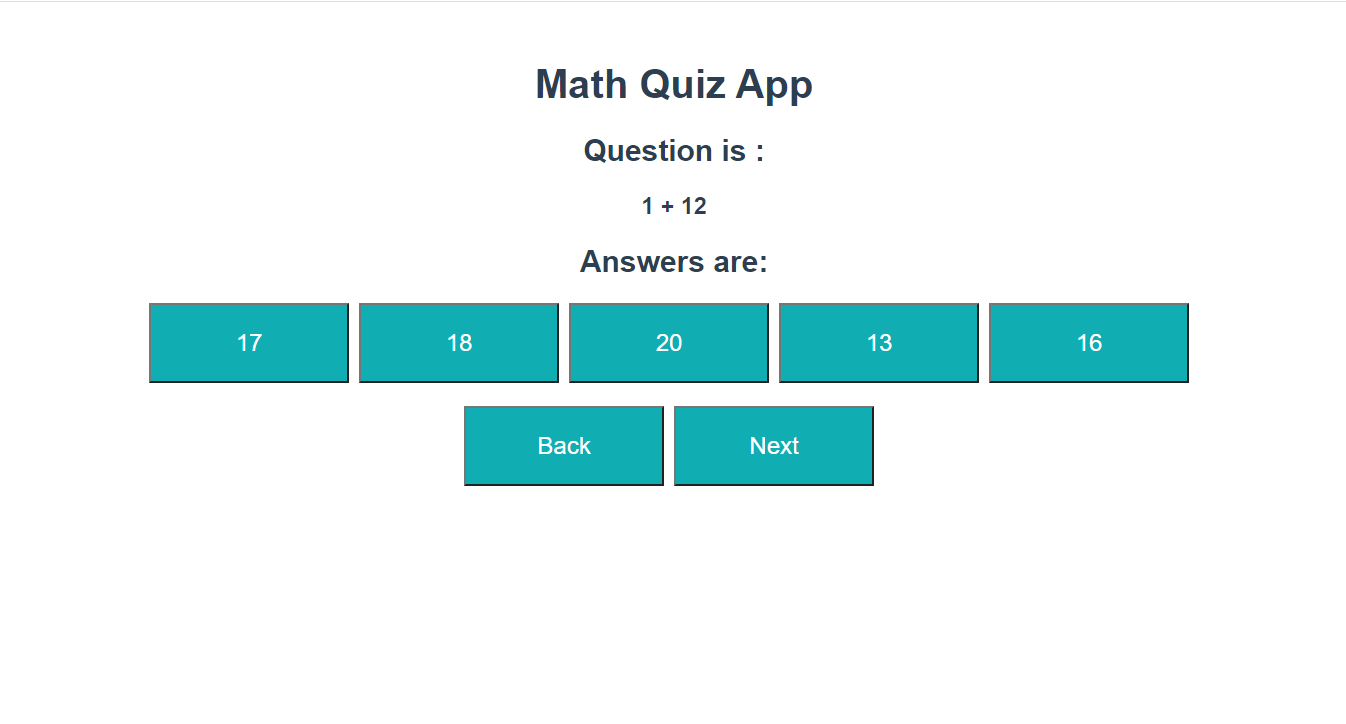 Math Quiz App
Question is :
1 + 12
Answers are:
17 18 20 13 16
Back Next